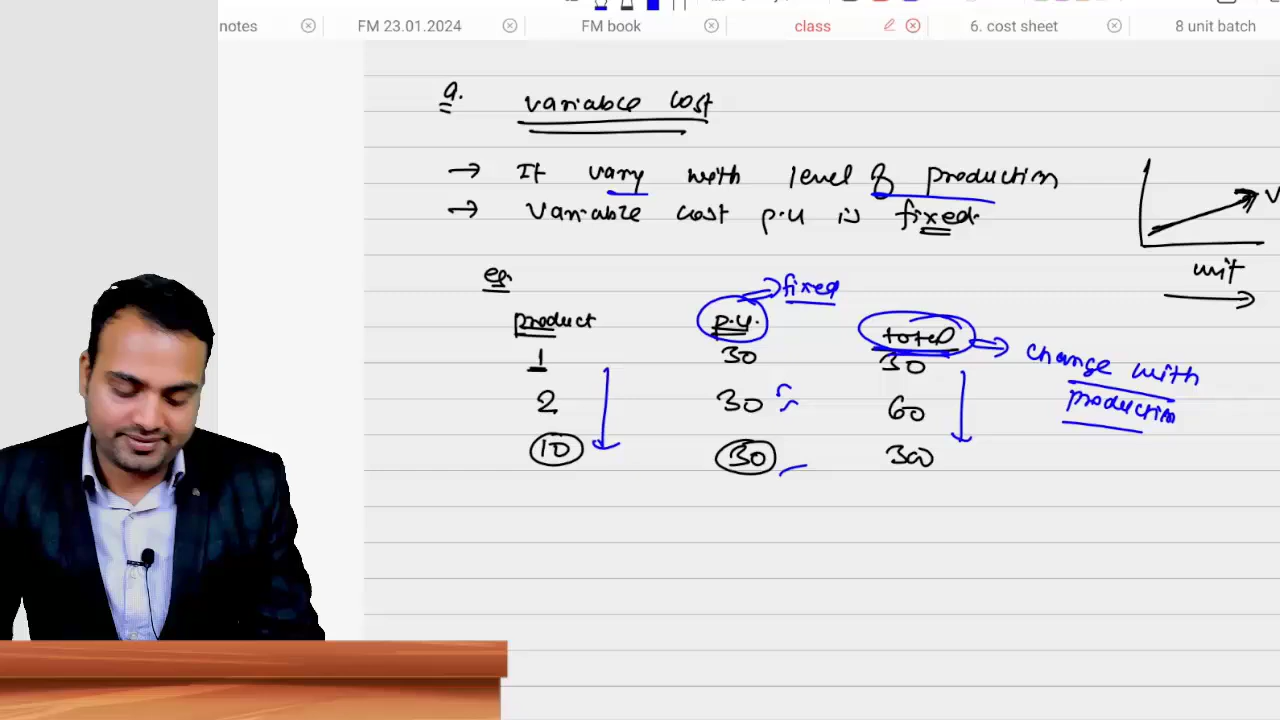 notes FM 23.01.2024 FM book class 6. cost sheet 8 unit batch
a. variable cost
→ It vary with level of production
→ Variable cost p.u is fixed.
V
unit
eg
fixed
product p.u. total
change with production
1 30 30
2 30 60
10 30 300